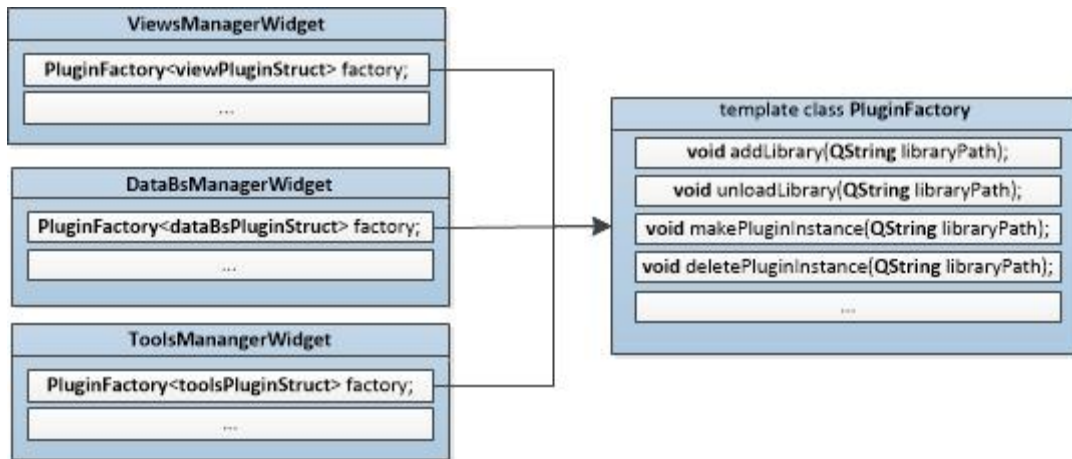 ViewsManagerWidget
PluginFactory<viewPluginStruct> factory;
...
DataBsManagerWidget
PluginFactory<dataBsPluginStruct> factory;
...
ToolsManangerWidget
PluginFactory<toolsPluginStruct> factory;
...
template class PluginFactory
void addLibrary(QString libraryPath);
void unloadLibrary(QString libraryPath);
void makePluginInstance(QString libraryPath);
void deletePluginInstance(QString libraryPath);
...